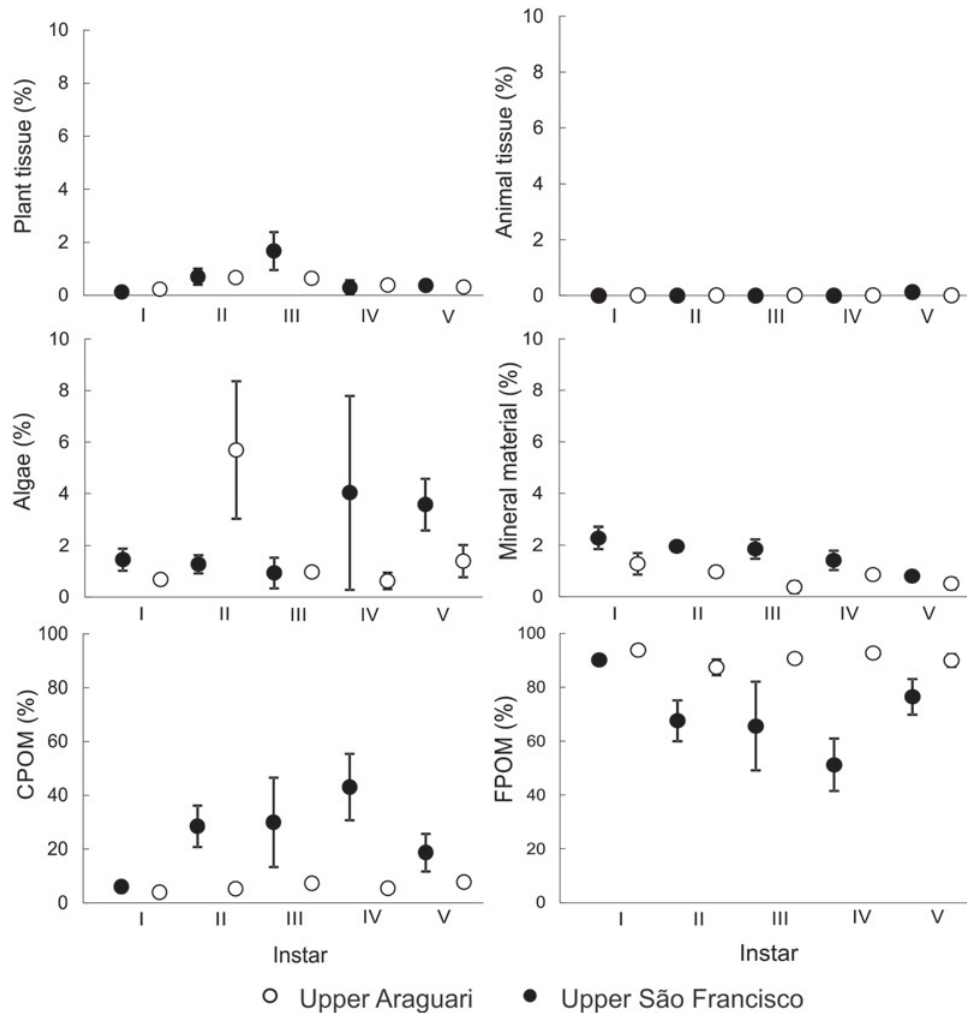 Plant tissue (%)
10
8
6
4
2
0
I II III IV V
Animal tissue (%)
10
8
6
4
2
0
I II III IV V
Algae (%)
10
8
6
4
2
0
I II III IV V
Mineral material (%)
10
8
6
4
2
0
I II III IV V
CPOM (%)
100
80
60
40
20
0
I II III IV V
Instar
FPOM (%)
100
80
60
40
20
0
I II III IV V
Instar
Upper Araguari Upper São Francisco